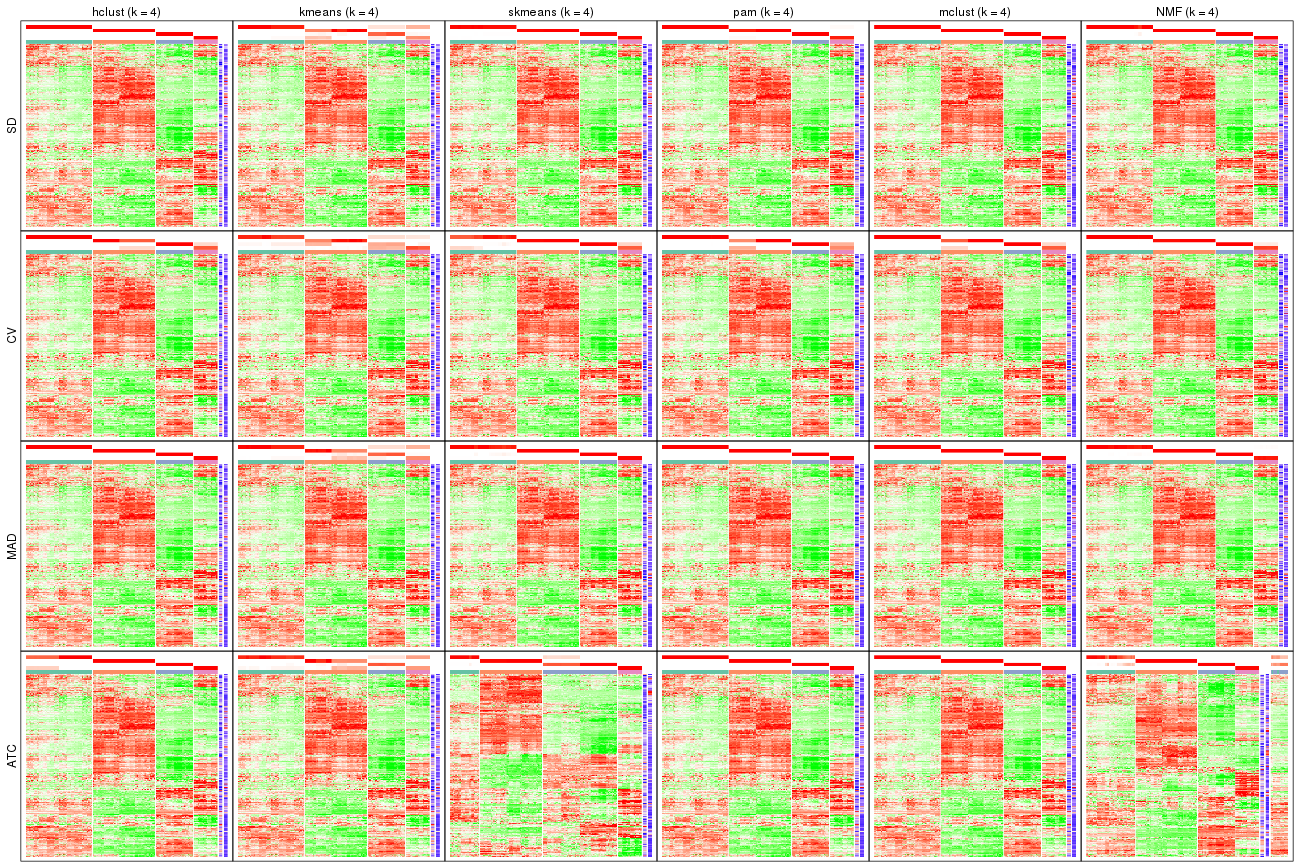 hclust (k = 4) kmeans (k = 4) skmeans (k = 4) pam (k = 4) mclust (k = 4) NMF (k = 4)
SD
CV
MAD
ATC